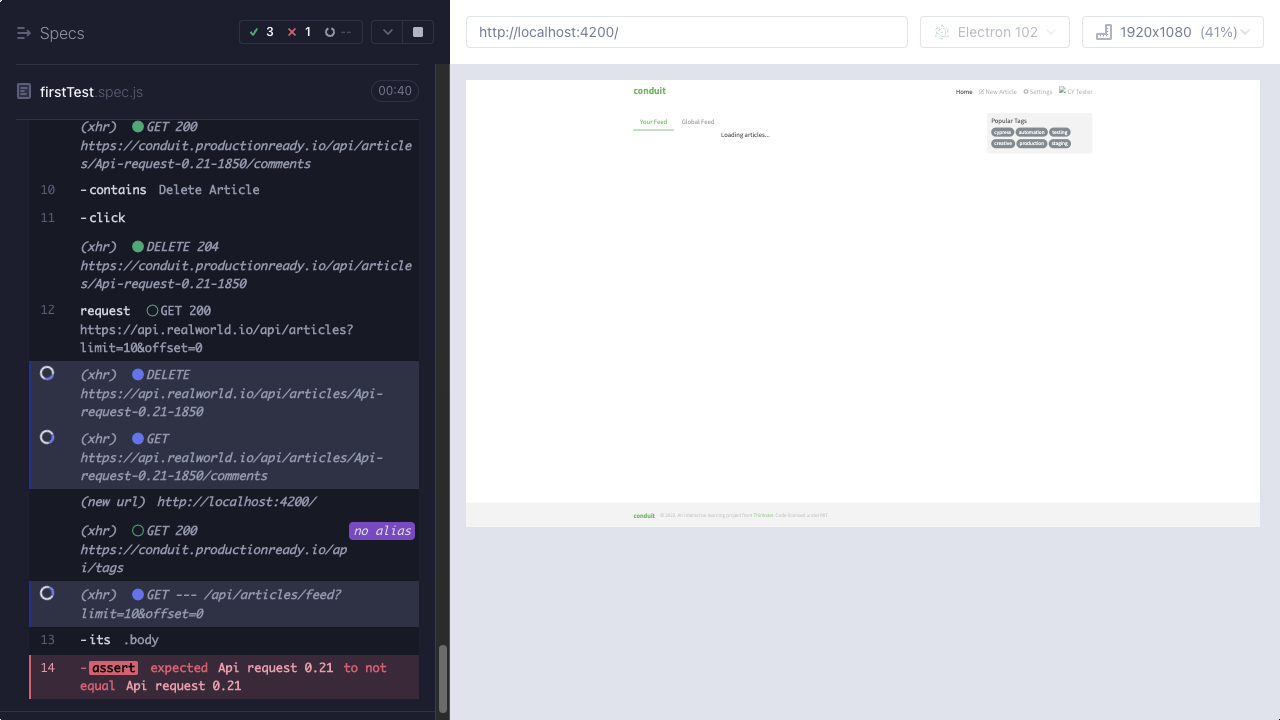 Specs
3 1 --
http://localhost:4200/
Electron 102
1920x1080 (41%)
firstTest.spec.js
00:40
(xhr) GET 200
https://conduit.productionready.io/api/article
s/Api-request-0.21-1850/comments
10 -contains Delete Article
11 -click
(xhr) DELETE 204
https://conduit.productionready.io/api/article
s/Api-request-0.21-1850
12 request GET 200
https://api.realworld.io/api/articles?
limit=10&offset=0
(xhr) DELETE
https://api.realworld.io/api/articles/Api-
request-0.21-1850
(xhr) GET
https://api.realworld.io/api/articles/Api-
request-0.21-1850/comments
(new url) http://localhost:4200/
(xhr) GET 200 no alias
https://conduit.productionready.io/ap
i/tags
(xhr) GET --- /api/articles/feed?
limit=10&offset=0
13 -its .body
14 -assert expected Api request 0.21 to not
equal Api request 0.21
conduit
Home New Article Settings CY Tester
Your Feed Global Feed
Loading articles...
Popular Tags
cypress automation testing
creative production staging
conduit © 2022. An interactive learning project from Thinkster. Code licensed under MIT.